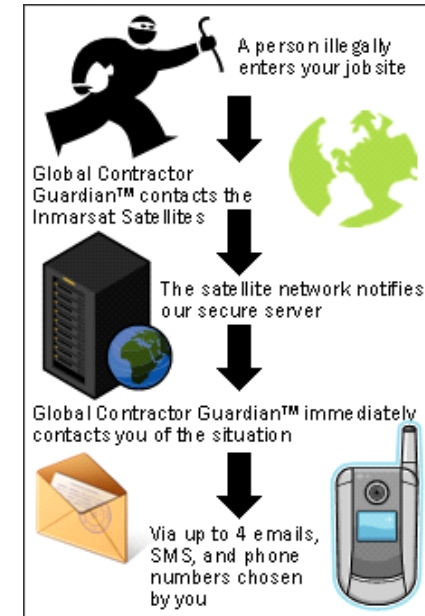 A person illegally
enters your job site
Global Contractor
Guardian™ contacts the
Inmarsat Satellites
The satellite network notifies
our secure server
Global Contractor Guardian™ immediately
contacts you of the situation
Via up to 4 emails,
SMS, and phone
numbers chosen
by you